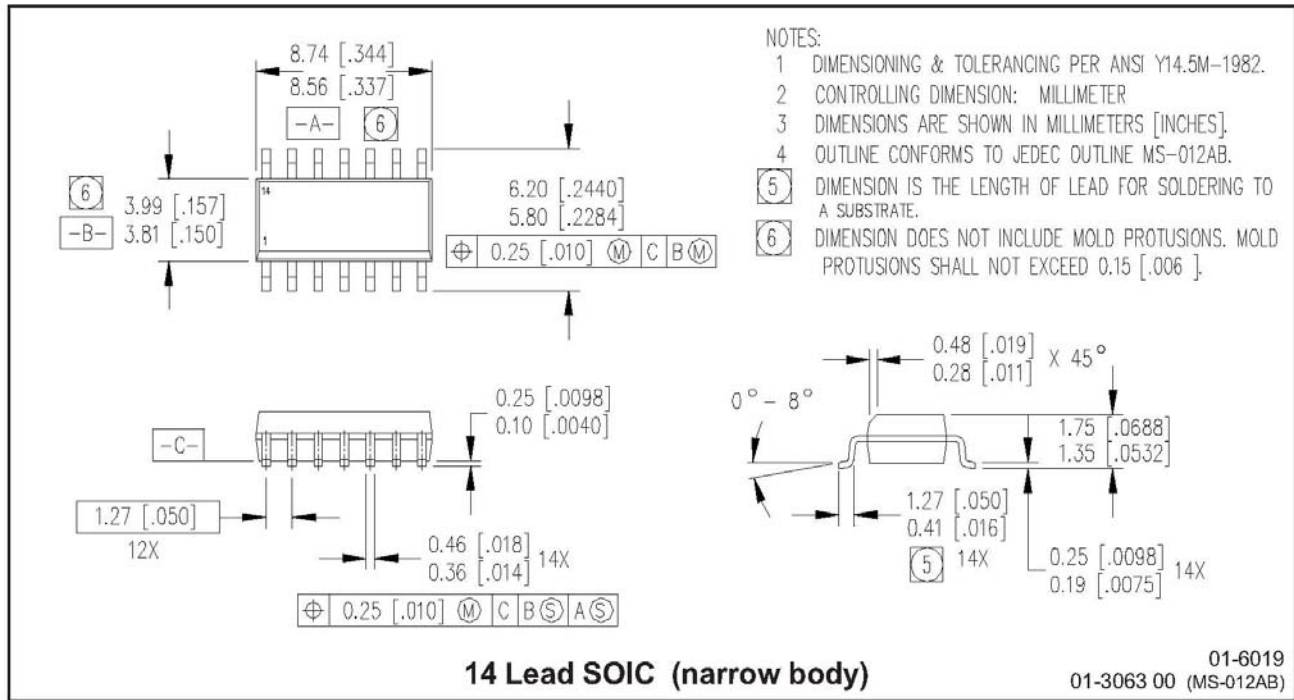 8.74 [.344]
8.56 [.337]
-A- 6
6
3.99 [.157]
3.81 [.150]
-B-
14
1
6.20 [.2440]
5.80 [.2284]
⌖ 0.25 [.010] Ⓜ C B Ⓜ
NOTES:
1 DIMENSIONING & TOLERANCING PER ANSI Y14.5M-1982.
2 CONTROLLING DIMENSION: MILLIMETER
3 DIMENSIONS ARE SHOWN IN MILLIMETERS [INCHES].
4 OUTLINE CONFORMS TO JEDEC OUTLINE MS-012AB.
5 DIMENSION IS THE LENGTH OF LEAD FOR SOLDERING TO
A SUBSTRATE.
6 DIMENSION DOES NOT INCLUDE MOLD PROTUSIONS. MOLD
PROTUSIONS SHALL NOT EXCEED 0.15 [.006 ].
0.25 [.0098]
0.10 [.0040]
-C-
1.27 [.050]
12X
0.46 [.018]
0.36 [.014] 14X
⌖ 0.25 [.010] Ⓜ C B Ⓢ A Ⓢ
0.48 [.019]
0.28 [.011] X 45°
0° - 8°
1.75 [.0688]
1.35 [.0532]
1.27 [.050]
0.41 [.016]
5 14X
0.25 [.0098]
0.19 [.0075] 14X
14 Lead SOIC (narrow body)
01-6019
01-3063 00 (MS-012AB)